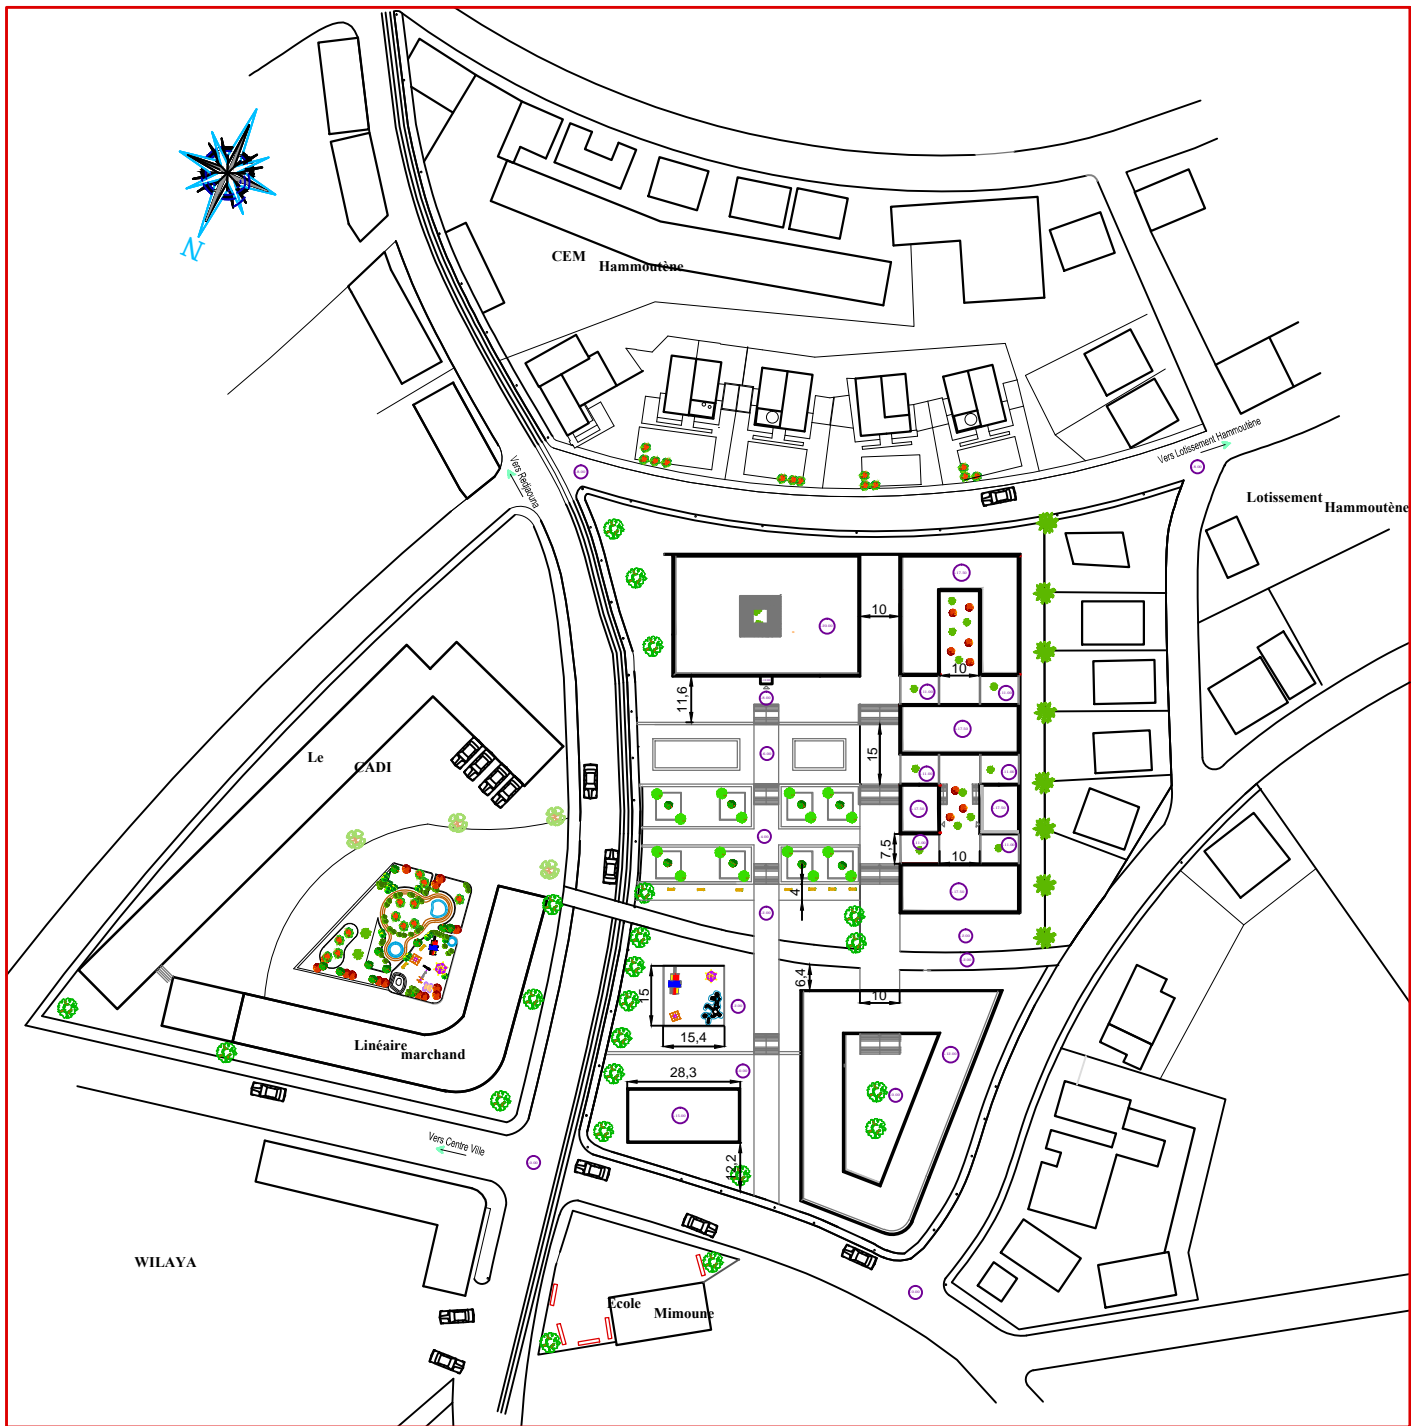 N
CEM
Hammoutène
Vers Redjaouna
Vers Lotissement Hammoutène
Lotissement
Hammoutène
10
10
11,6
15
Le
CADI
7,5
10
4
6,4
10
15
15,4
Linéaire
marchand
28,3
12,2
Vers Centre Ville
WILAYA
Ecole
Mimoune